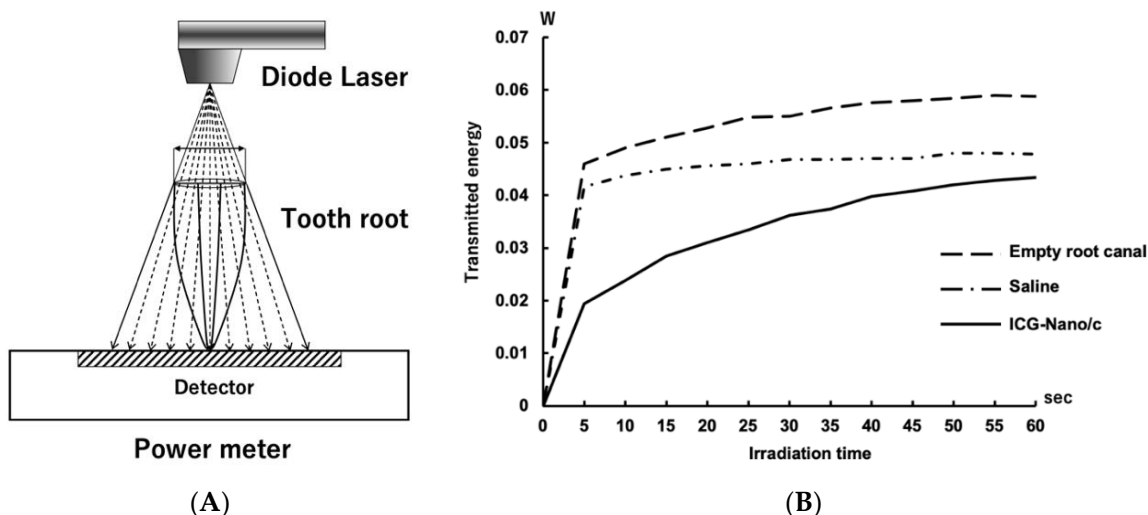 Diode Laser
Tooth root
Detector
Power meter
(A)
W
0.07
0.06
0.05
0.04
0.03
0.02
0.01
0
Transmitted energy
Empty root canal
Saline
ICG-Nano/c
sec
0 5 10 15 20 25 30 35 40 45 50 55 60
Irradiation time
(B)